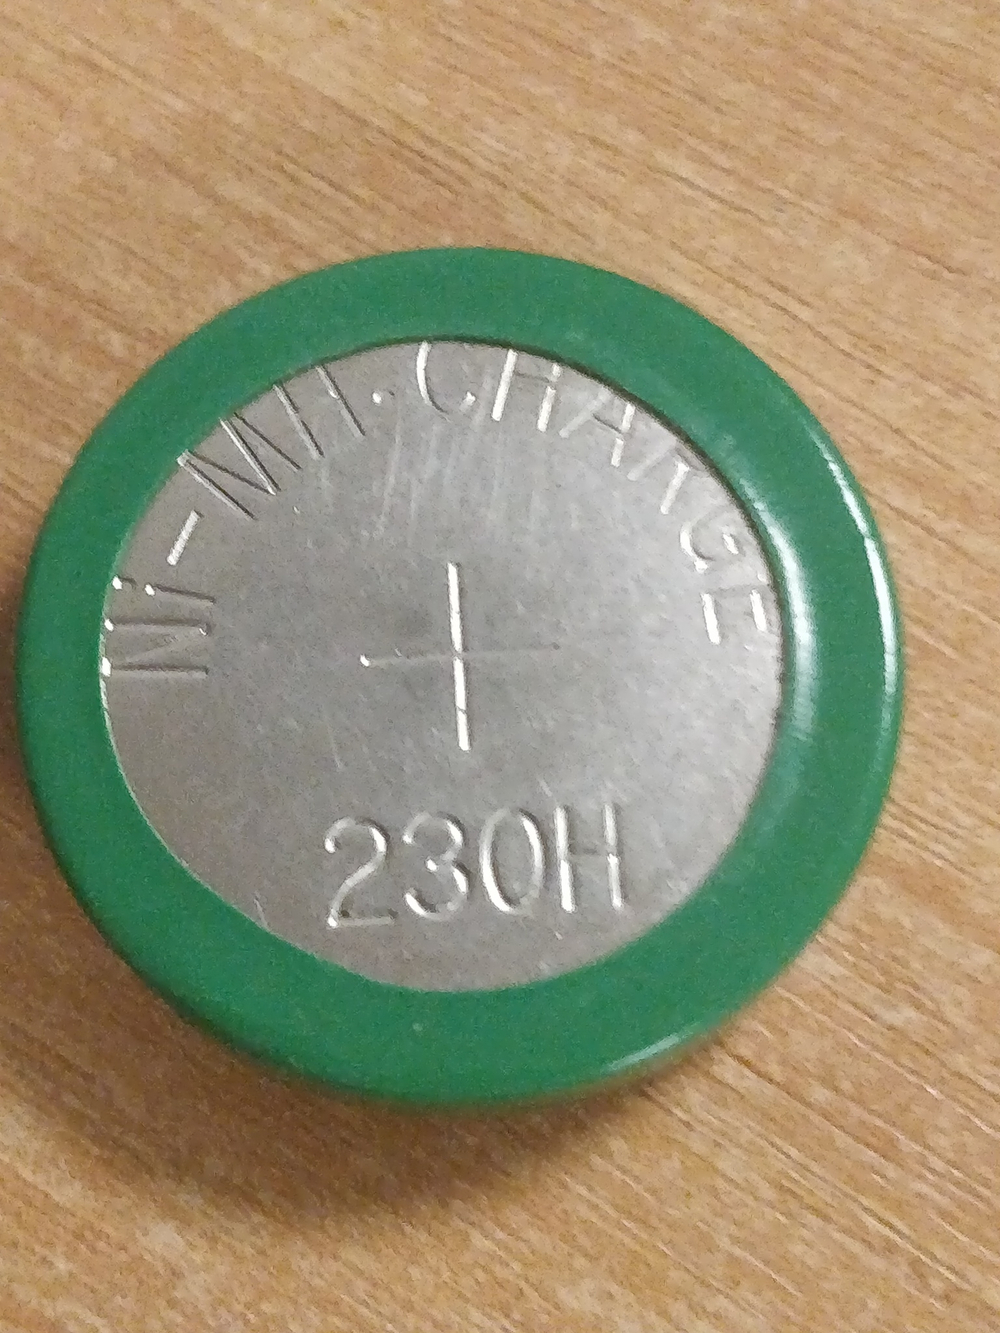 Ni-MH·CHARGE
+
230H